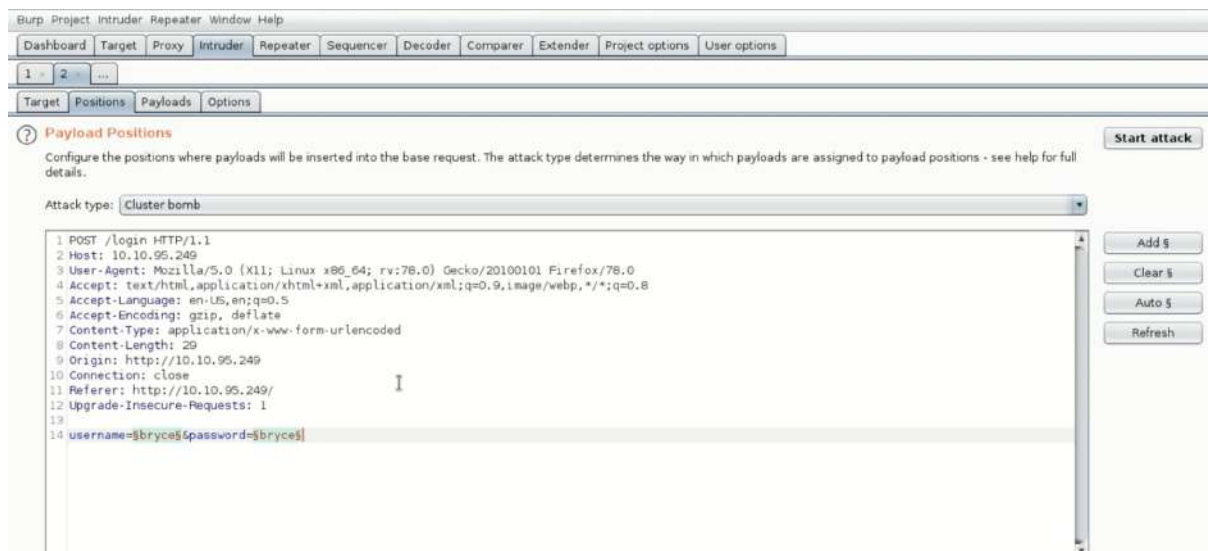 Burp Project Intruder Repeater Window Help
Dashboard Target Proxy Intruder Repeater Sequencer Decoder Comparer Extender Project options User options
1 × 2 × ...
Target Positions Payloads Options
? Payload Positions
Start attack
Configure the positions where payloads will be inserted into the base request. The attack type determines the way in which payloads are assigned to payload positions - see help for full
details.
Attack type: Cluster bomb
1 POST /login HTTP/1.1
2 Host: 10.10.95.249
3 User-Agent: Mozilla/5.0 (X11; Linux x86_64; rv:78.0) Gecko/20100101 Firefox/78.0
4 Accept: text/html,application/xhtml+xml,application/xml;q=0.9,image/webp,*/*;q=0.8
5 Accept-Language: en-US,en;q=0.5
6 Accept-Encoding: gzip, deflate
7 Content-Type: application/x-www-form-urlencoded
8 Content-Length: 29
9 Origin: http://10.10.95.249
10 Connection: close
11 Referer: http://10.10.95.249/
12 Upgrade-Insecure-Requests: 1
13
14 username=§bryce§&password=§bryce§
Add §
Clear §
Auto §
Refresh